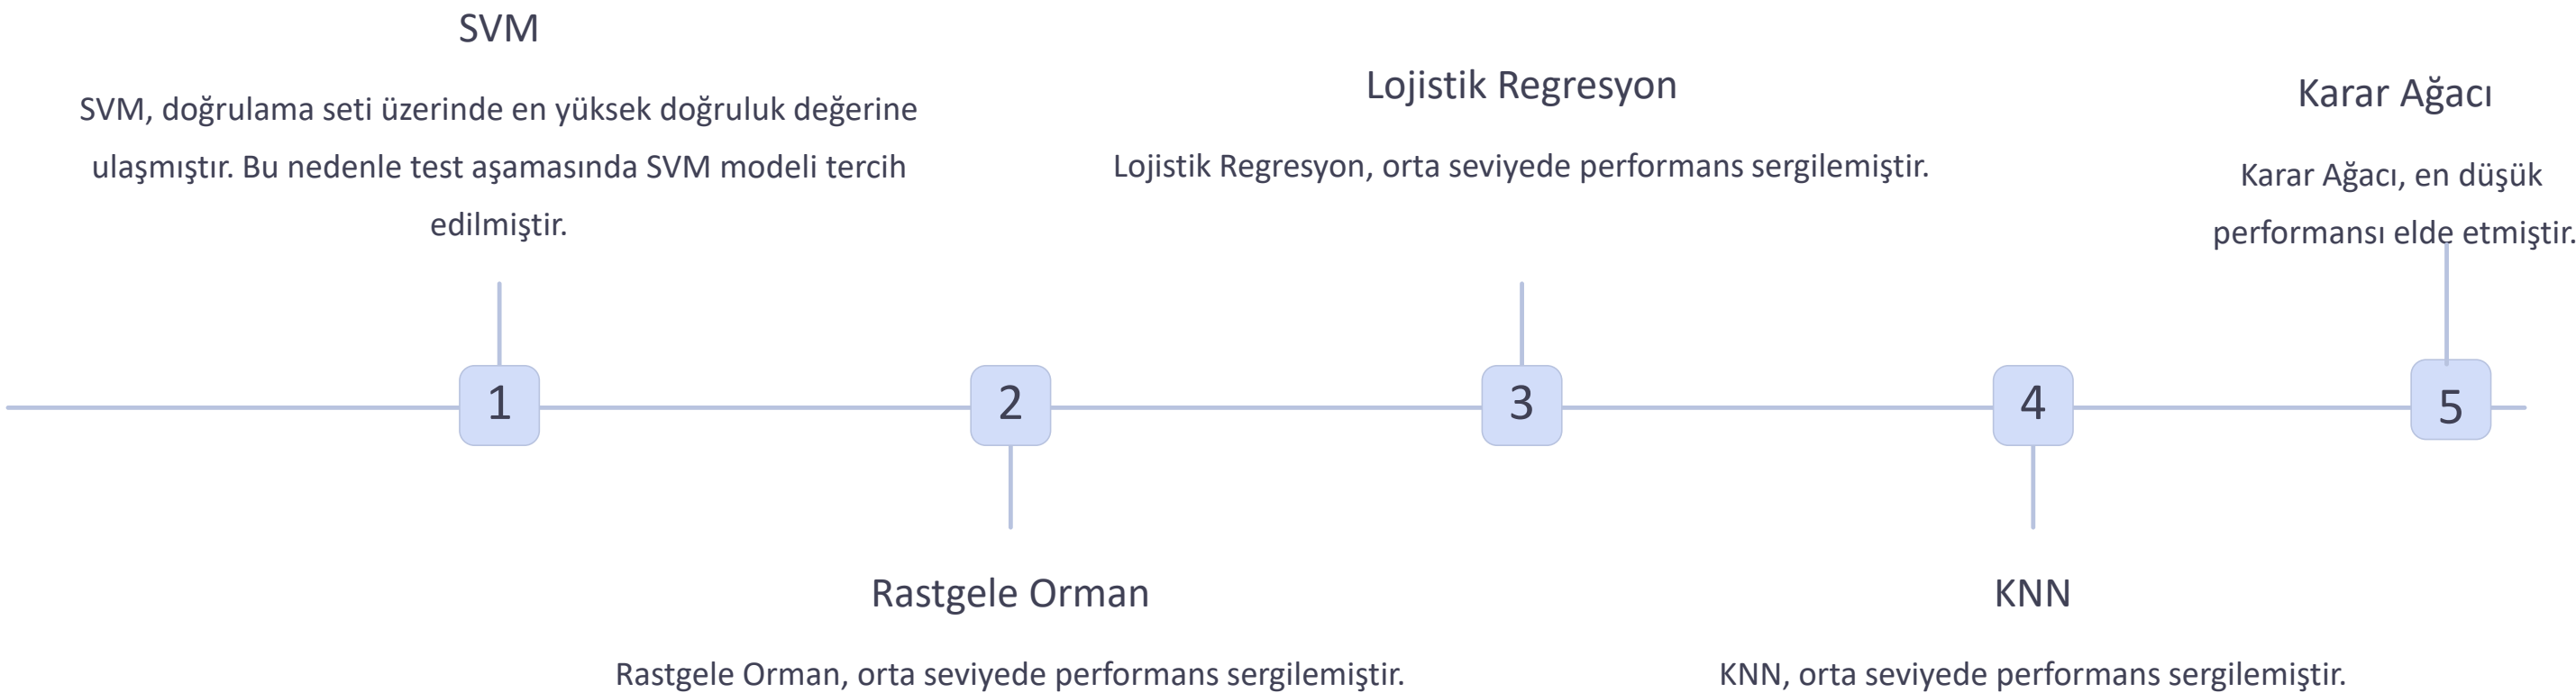 SVM
SVM, doğrulama seti üzerinde en yüksek doğruluk değerine
ulaşmıştır. Bu nedenle test aşamasında SVM modeli tercih
edilmiştir.
Lojistik Regresyon
Lojistik Regresyon, orta seviyede performans sergilemiştir.
Karar Ağacı
Karar Ağacı, en düşük
performansı elde etmiştir.
1
2
3
4
5
Rastgele Orman
Rastgele Orman, orta seviyede performans sergilemiştir.
KNN
KNN, orta seviyede performans sergilemiştir.